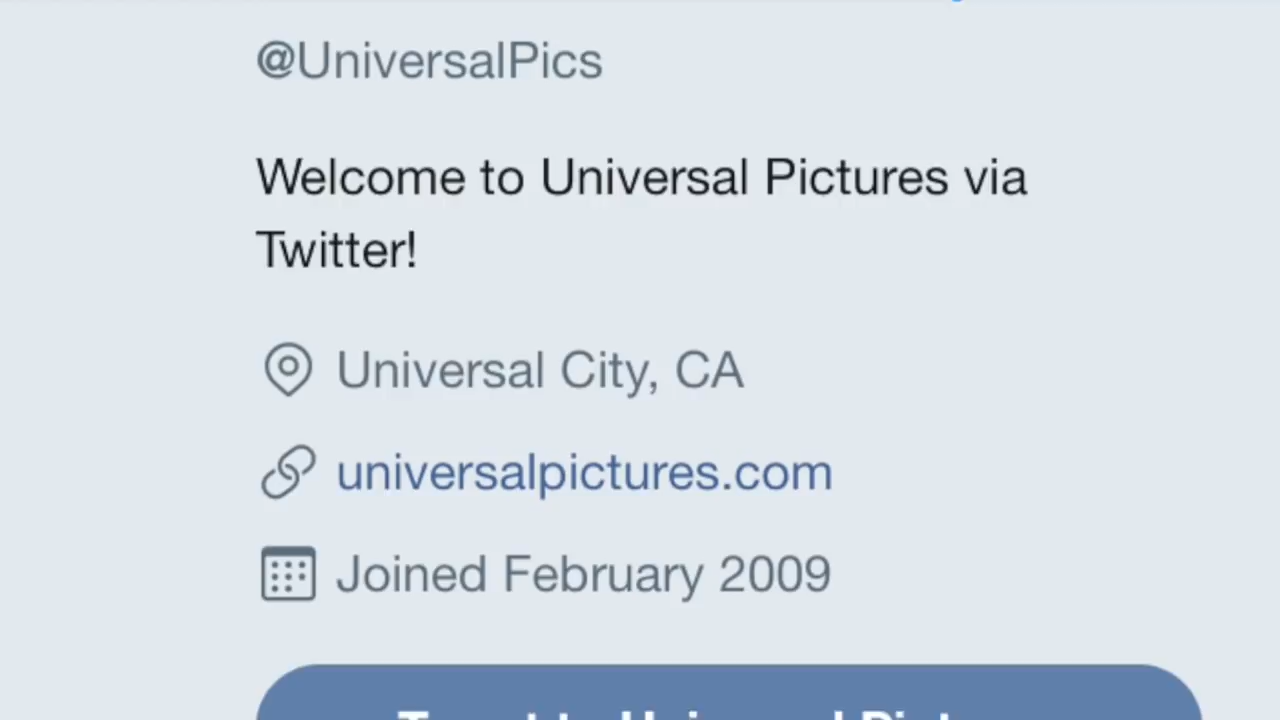 @UniversalPics
Welcome to Universal Pictures via
Twitter!
Universal City, CA
universalpictures.com
Joined February 2009